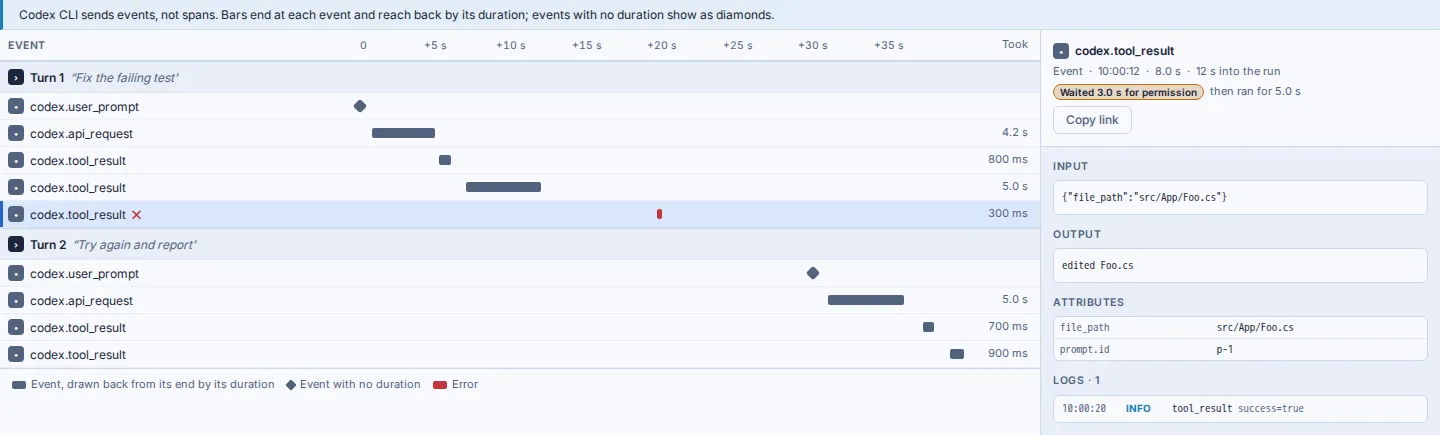 Codex CLI sends events, not spans. Bars end at each event and reach back by its duration; events with no duration show as diamonds.
EVENT 0 +5 s +10 s +15 s +20 s +25 s +30 s +35 s Took
Turn 1 "Fix the failing test'
codex.user_prompt
codex.api_request 4.2 s
codex.tool_result 800 ms
codex.tool_result 5.0 s
codex.tool_result 300 ms
Turn 2 "Try again and report'
codex.user_prompt
codex.api_request 5.0 s
codex.tool_result 700 ms
codex.tool_result 900 ms
Event, drawn back from its end by its duration Event with no duration Error
codex.tool_result
Event · 10:00:12 · 8.0 s · 12 s into the run
Waited 3.0 s for permission then ran for 5.0 s
Copy link
INPUT
{"file_path":"src/App/Foo.cs"}
OUTPUT
edited Foo.cs
ATTRIBUTES
file_path src/App/Foo.cs
prompt.id p-1
LOGS · 1
10:00:20 INFO tool_result success=true